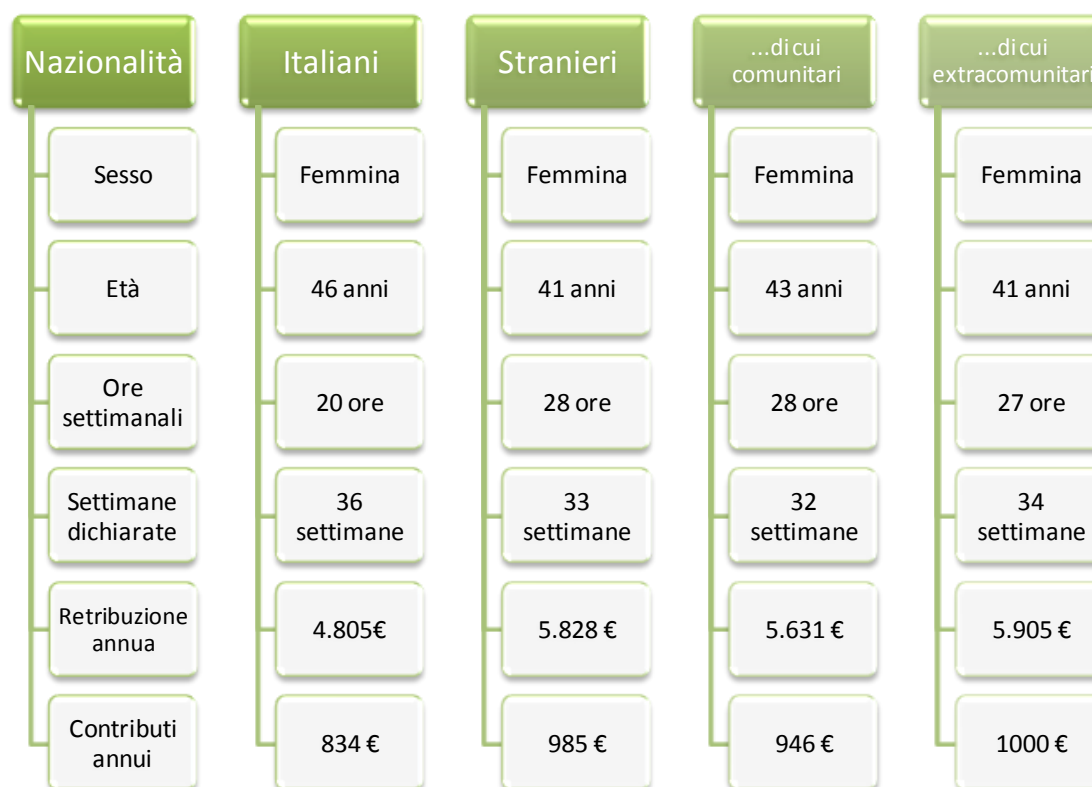 Nazionalità
Sesso
Età
Ore
settimanali
Settimane
dichiarate
Retribuzione
annua
Contributi
annui
Italiani
Femmina
46 anni
20 ore
36
settimane
4.805€
834 €
Stranieri
Femmina
41 anni
28 ore
33
settimane
5.828 €
985 €
...di cui
comunitari
Femmina
43 anni
28 ore
32
settimane
5.631 €
946 €
...di cui
extracomunitari
Femmina
41 anni
27 ore
34
settimane
5.905 €
1000 €